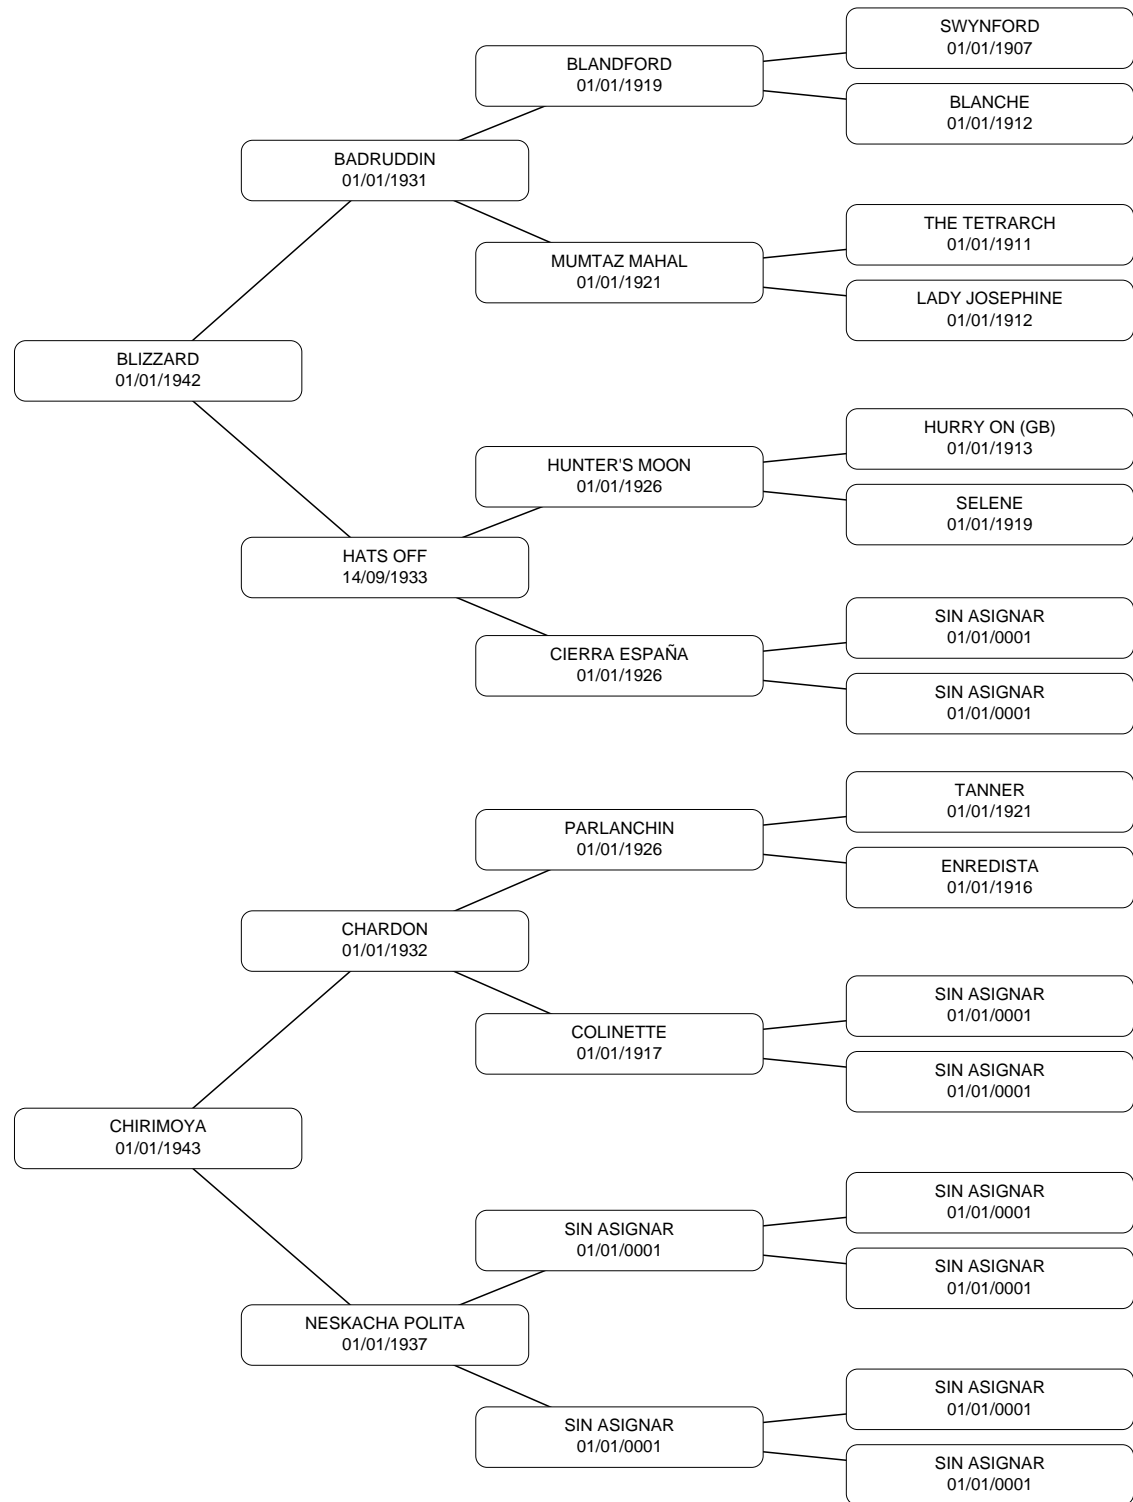 SWYNFORD
01/01/1907
BLANDFORD
01/01/1919
BLANCHE
01/01/1912
BADRUDDIN
01/01/1931
THE TETRARCH
01/01/1911
MUMTAZ MAHAL
01/01/1921
LADY JOSEPHINE
01/01/1912
BLIZZARD
01/01/1942
HURRY ON (GB)
01/01/1913
HUNTER'S MOON
01/01/1926
SELENE
01/01/1919
HATS OFF
14/09/1933
SIN ASIGNAR
01/01/0001
CIERRA ESPAÑA
01/01/1926
SIN ASIGNAR
01/01/0001
TANNER
01/01/1921
PARLANCHIN
01/01/1926
ENREDISTA
01/01/1916
CHARDON
01/01/1932
SIN ASIGNAR
01/01/0001
COLINETTE
01/01/1917
SIN ASIGNAR
01/01/0001
CHIRIMOYA
01/01/1943
SIN ASIGNAR
01/01/0001
SIN ASIGNAR
01/01/0001
SIN ASIGNAR
01/01/0001
NESKACHA POLITA
01/01/1937
SIN ASIGNAR
01/01/0001
SIN ASIGNAR
01/01/0001
SIN ASIGNAR
01/01/0001